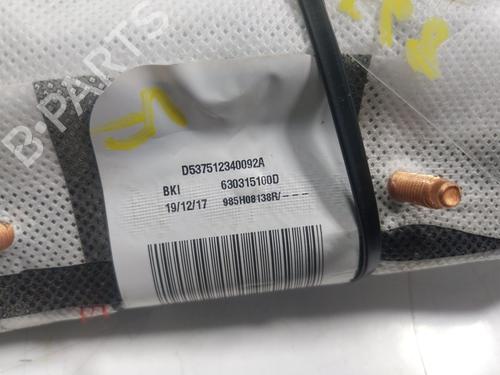 B-PARTS
D537512340092A
BKI 630315100D
19/12/17 985H08138R/---